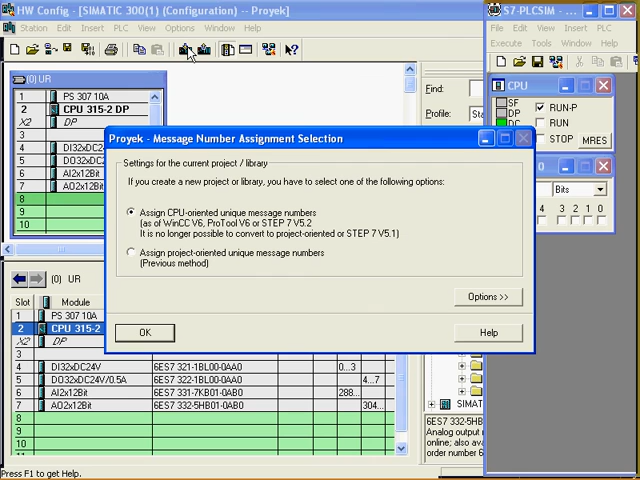 HW Config - [SIMATIC 300(1) (Configuration) -- Proyek]
Station Edit Insert PLC View Options Window Help
(0) UR
1 PS 307 10A
2 CPU 315-2 DP
X2 DP
3
4 DI32xDC24
5 DO32xDC24
6 AI2x12Bit
7 AO2x12Bit
8
9
10
Find:
Profile: Sta
S7-PLCSIM
File Edit View Insert PLC
Execute Tools Window Help
CPU
SF
DP
DC
RUN-P
RUN
STOP
MRES
0
Bits
3 2 1 0
Proyek - Message Number Assignment Selection
Settings for the current project / library
If you create a new project or library, you have to select one of the following options:
Assign CPU-oriented unique message numbers
(as of WinCC V6, ProTool V6 or STEP 7 V5.2
It is no longer possible to convert to project-oriented or STEP 7 V5.1)
Assign project-oriented unique message numbers
(Previous method)
Options >>
OK
Help
(0) UR
Slot Module
1 PS 307 10A
2 CPU 315-2
X2 DP
3
4 DI32xDC24V 6ES7 321-1BL00-0AA0 0...3
5 DO32xDC24V/0.5A 6ES7 322-1BL00-0AA0 4...7
6 AI2x12Bit 6ES7 331-7KB01-0AB0 288...
7 AO2x12Bit 6ES7 332-5HB01-0AB0 304...
8
9
10
11
SIMAT
6ES7 332-5HB
Analog output
online; also av
order number 6
Press F1 to get Help.